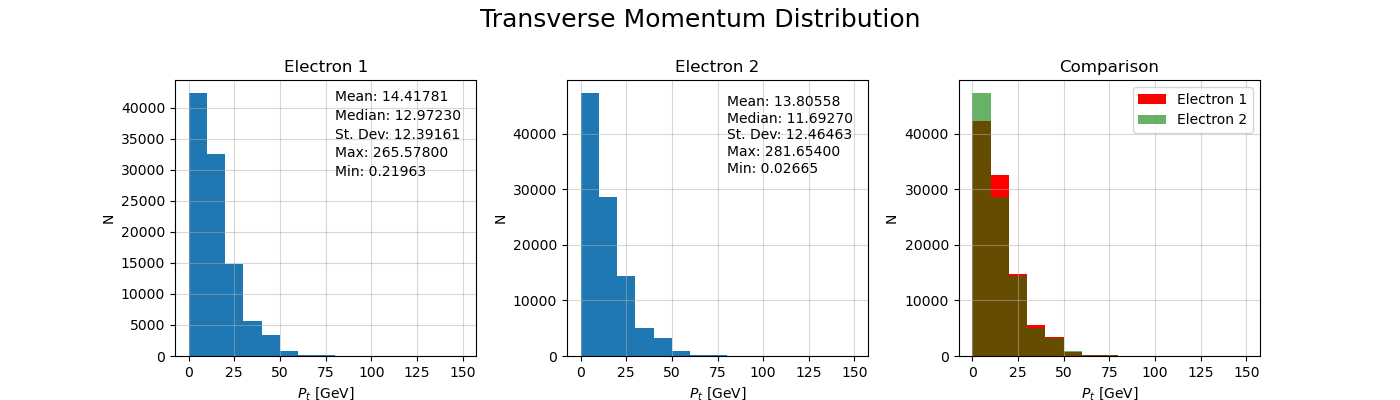 Transverse Momentum Distribution
Electron 1
Mean: 14.41781
Median: 12.97230
St. Dev: 12.39161
Max: 265.57800
Min: 0.21963
40000
35000
30000
25000
20000
15000
10000
5000
0
N
0 25 50 75 100 125 150
P_t [GeV]
Electron 2
Mean: 13.80558
Median: 11.69270
St. Dev: 12.46463
Max: 281.65400
Min: 0.02665
40000
30000
20000
10000
0
N
0 25 50 75 100 125 150
P_t [GeV]
Comparison
Electron 1
Electron 2
40000
30000
20000
10000
0
N
0 25 50 75 100 125 150
P_t [GeV]